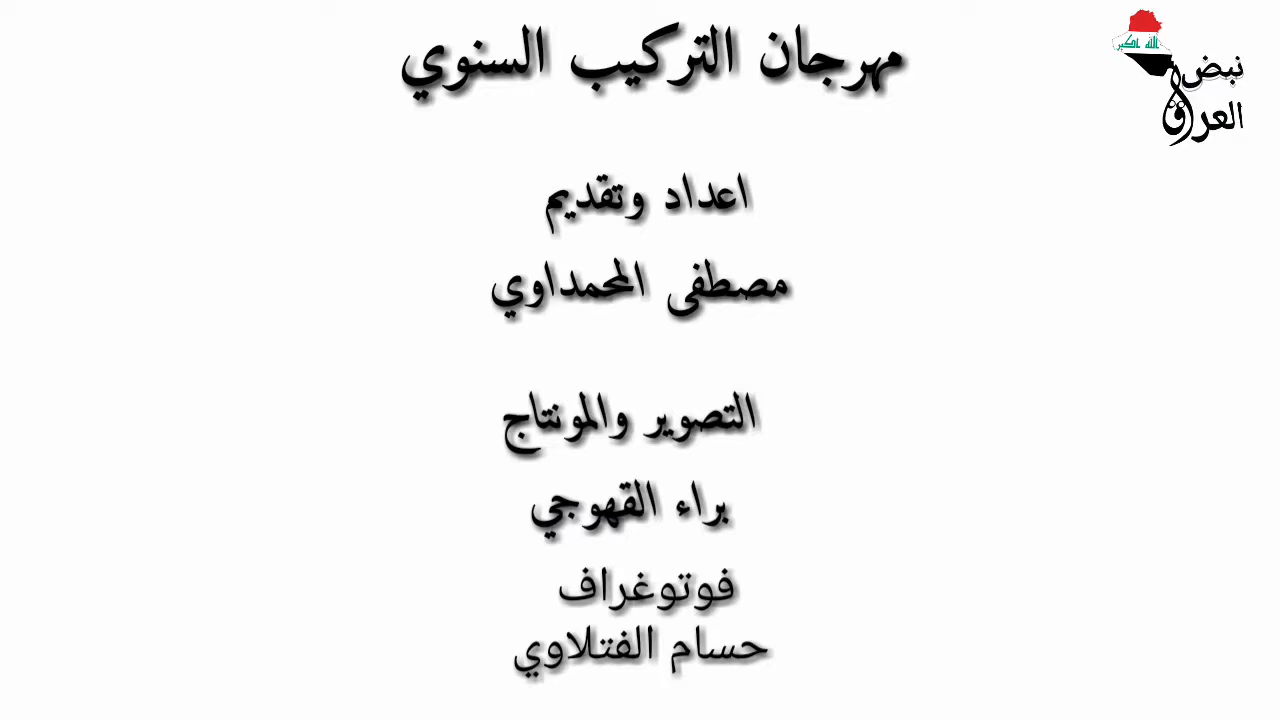 مهرجان التركيب السنوي
نبض
العراق
الله اكبر
اعداد وتقديم
مصطفى المحمداوي
التصوير والمونتاج
براء القهوجي
فوتوغراف
حسام الفتلاوي